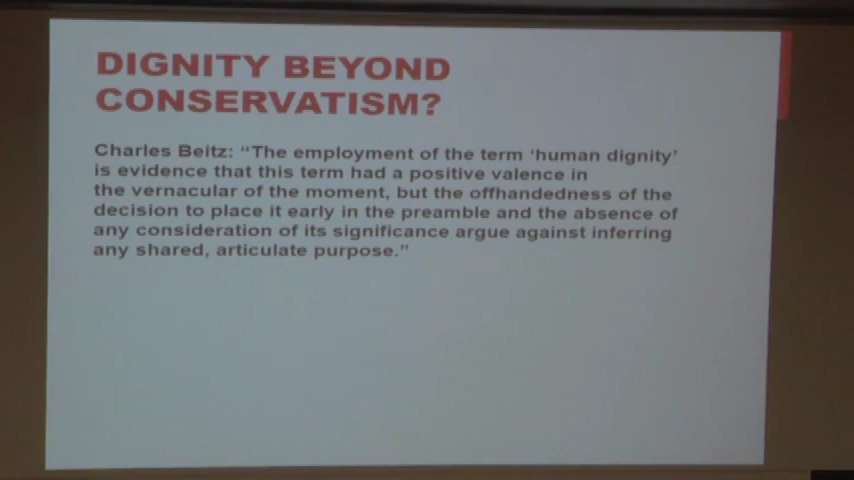 DIGNITY BEYOND
CONSERVATISM?
Charles Beitz: “The employment of the term ‘human dignity’
is evidence that this term had a positive valence in
the vernacular of the moment, but the offhandedness of the
decision to place it early in the preamble and the absence of
any consideration of its significance argue against inferring
any shared, articulate purpose.”